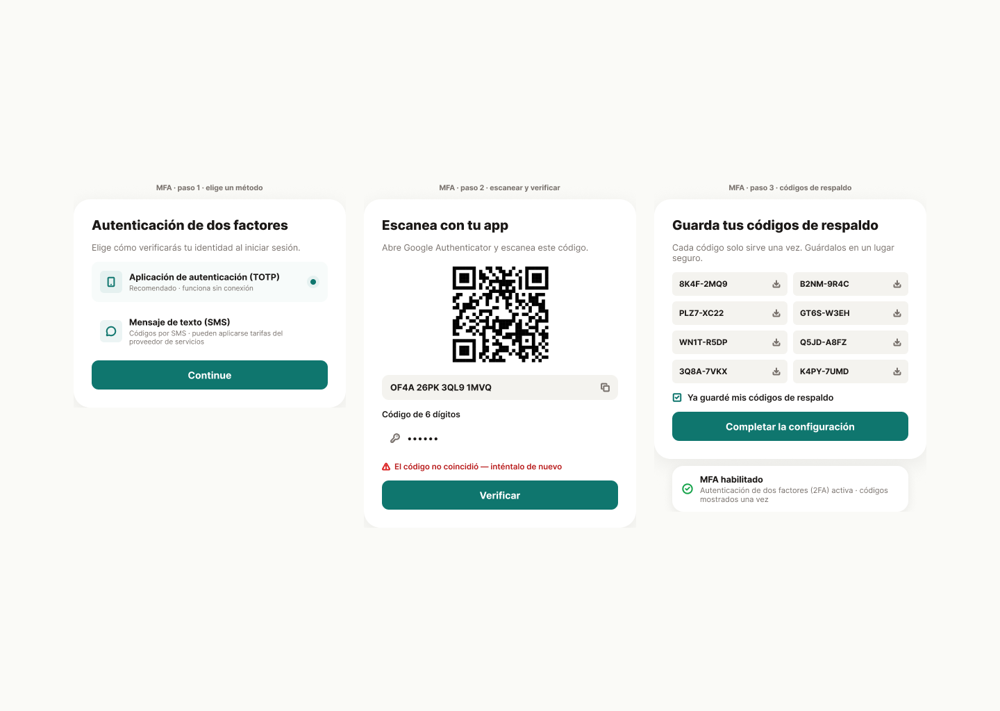 MFA · paso 1 · elige un método
Autenticación de dos factores
Elige cómo verificarás tu identidad al iniciar sesión.
Aplicación de autenticación (TOTP)
Recomendado · funciona sin conexión
Mensaje de texto (SMS)
Códigos por SMS · pueden aplicarse tarifas del
proveedor de servicios
Continue
MFA · paso 2 · escanear y verificar
Escanea con tu app
Abre Google Authenticator y escanea este código.
OF4A 26PK 3QL9 1MVQ
Código de 6 dígitos
••••••
El código no coincidió — inténtalo de nuevo
Verificar
MFA · paso 3 · códigos de respaldo
Guarda tus códigos de respaldo
Cada código solo sirve una vez. Guárdalos en un lugar
seguro.
8K4F-2MQ9
B2NM-9R4C
PLZ7-XC22
GT6S-W3EH
WN1T-R5DP
Q5JD-A8FZ
3Q8A-7VKX
K4PY-7UMD
Ya guardé mis códigos de respaldo
Completar la configuración
MFA habilitado
Autenticación de dos factores (2FA) activa · códigos
mostrados una vez